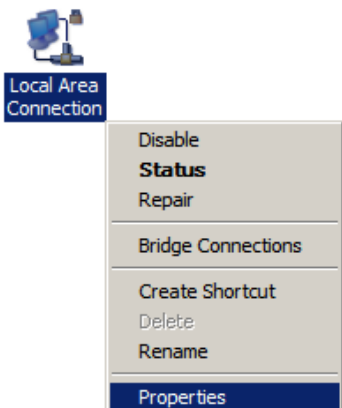 Local Area
Connection
Disable
Status
Repair
Bridge Connections
Create Shortcut
Delete
Rename
Properties